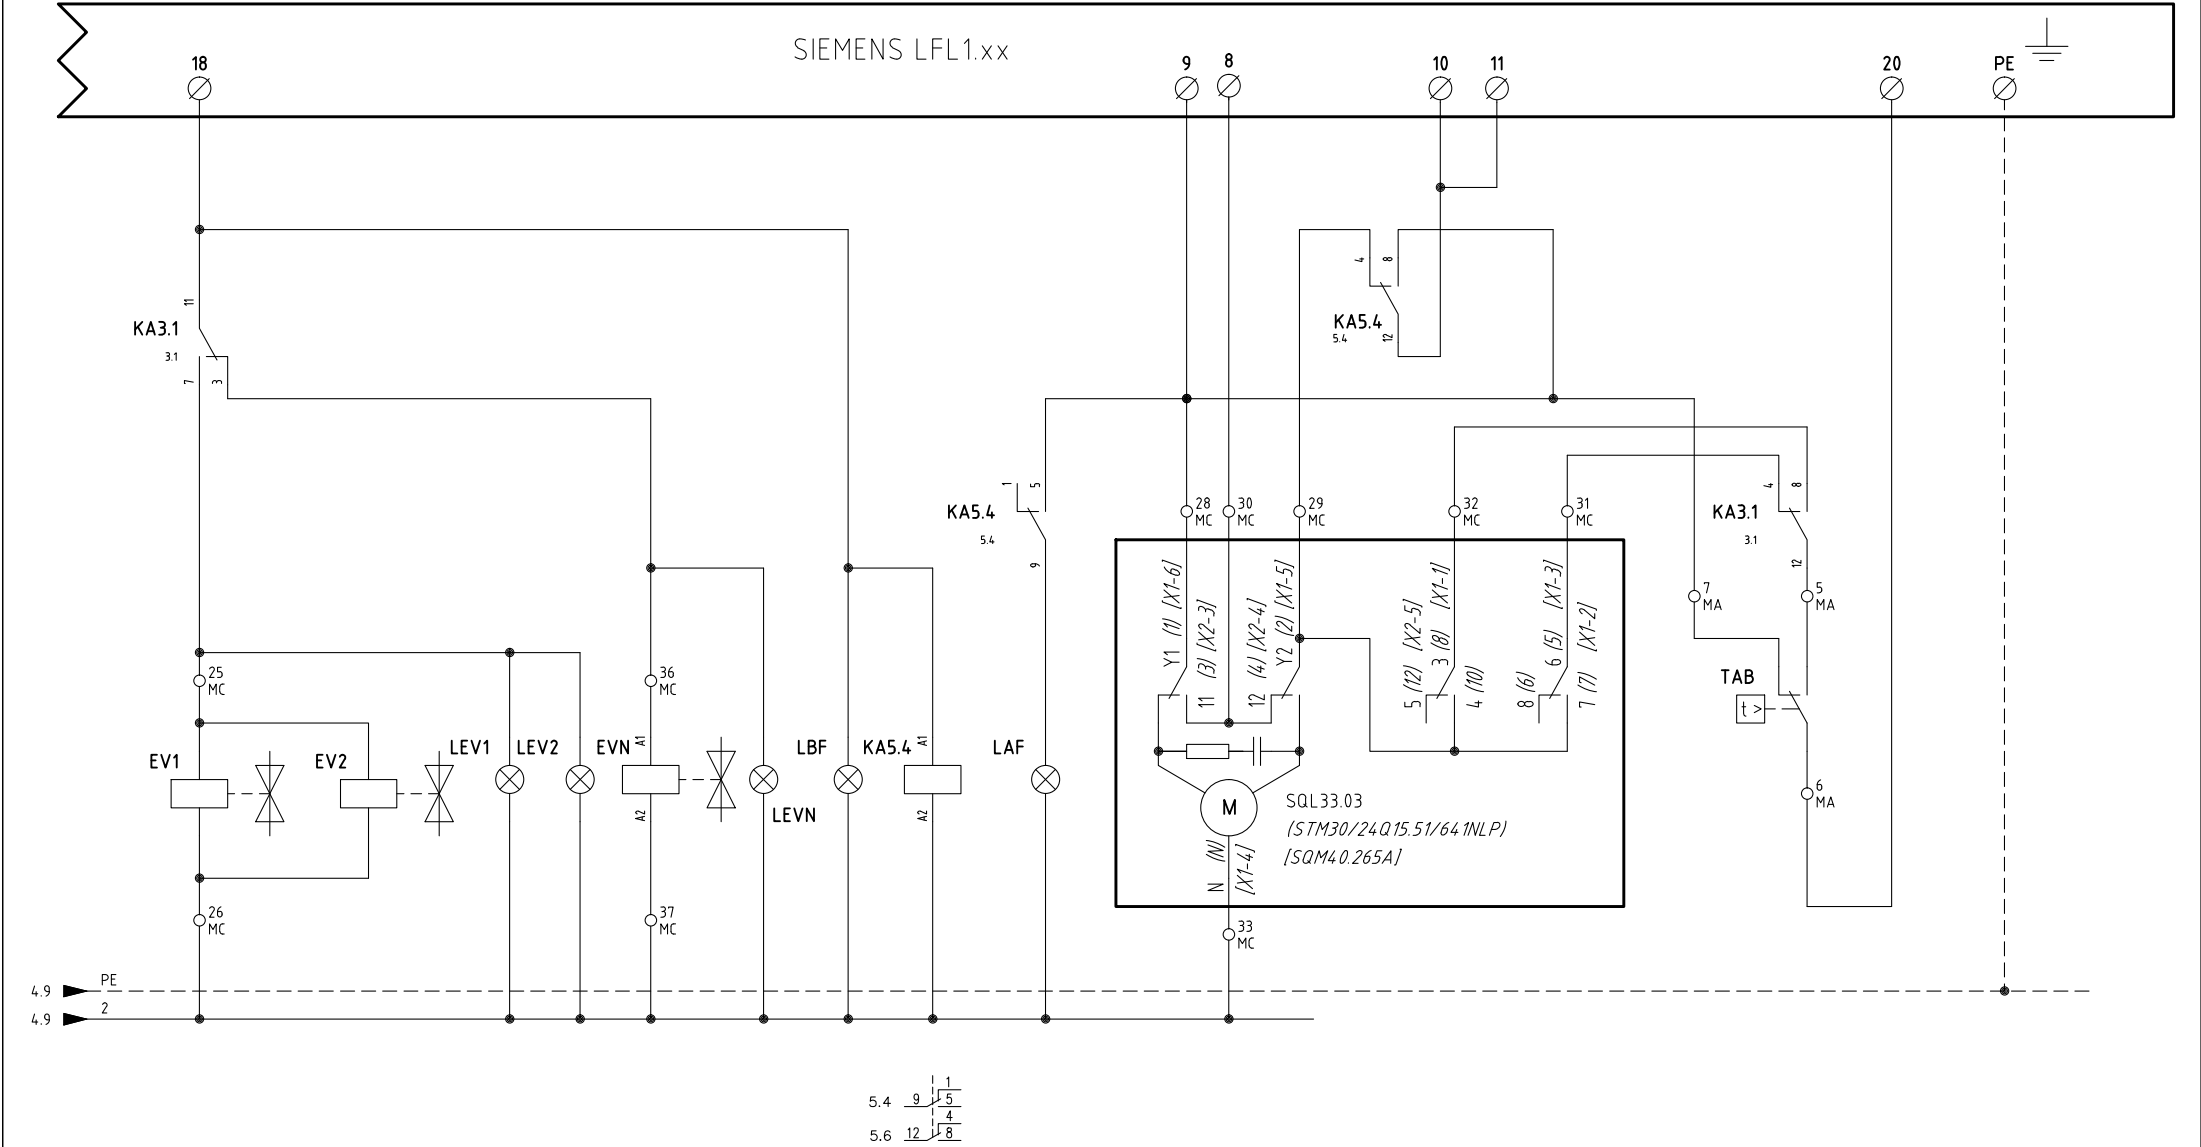 SIEMENS LFL1.xx
18
9
8
10
11
20
PE
11
KA3.1
3.1
7
3
4
8
KA5.4
5.4
12
1
5
KA5.4
5.4
9
28
MC
30
MC
29
MC
32
MC
31
MC
4
8
KA3.1
3.1
12
7
MA
5
MA
Y1 (1) [X1-6]
11 (3) [X2-3]
12 (4) [X2-4]
Y2 (2) [X1-5]
5 (12) [X2-5]
3 (8) [X1-1]
4 (10)
8 (6)
6 (5) [X1-3]
7 (7) [X1-2]
25
MC
36
MC
TAB
t >
EV1
EV2
LEV1
LEV2
EVN
A1
A2
LEVN
LBF
KA5.4
A1
A2
LAF
M
SQL33.03
(STM30/24Q15.51/641NLP)
[SQM40.265A]
N (N)
[X1-4]
6
MA
26
MC
37
MC
33
MC
4.9
PE
4.9
2
1
5.4 9 5
4
5.6 12 8